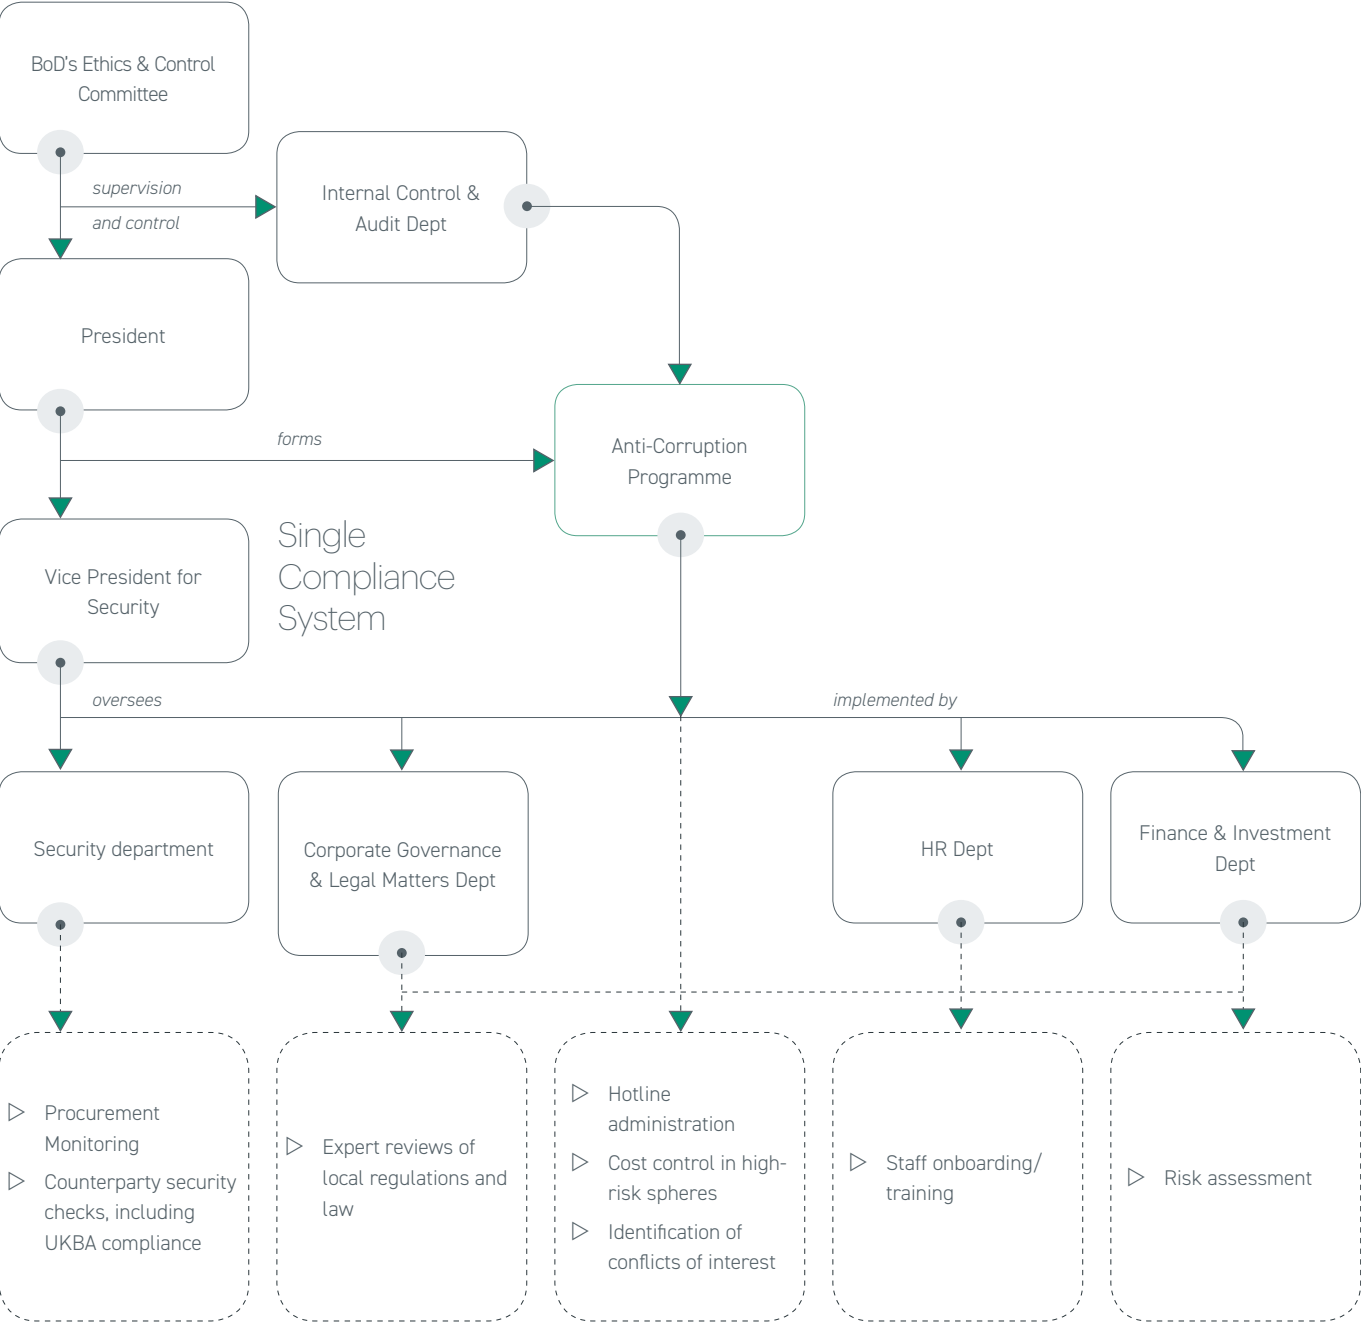 BoD's Ethics & Control
Committee
supervision
and control
Internal Control &
Audit Dept
President
forms
Anti-Corruption
Programme
Vice President for
Security
Single
Compliance
System
oversees
implemented by
Security department
Corporate Governance
& Legal Matters Dept
HR Dept
Finance & Investment
Dept
Procurement
Monitoring
Counterparty security
checks, including
UKBA compliance
Expert reviews of
local regulations and
law
Hotline
administration
Cost control in high-
risk spheres
Identification of
conflicts of interest
Staff onboarding/
training
Risk assessment